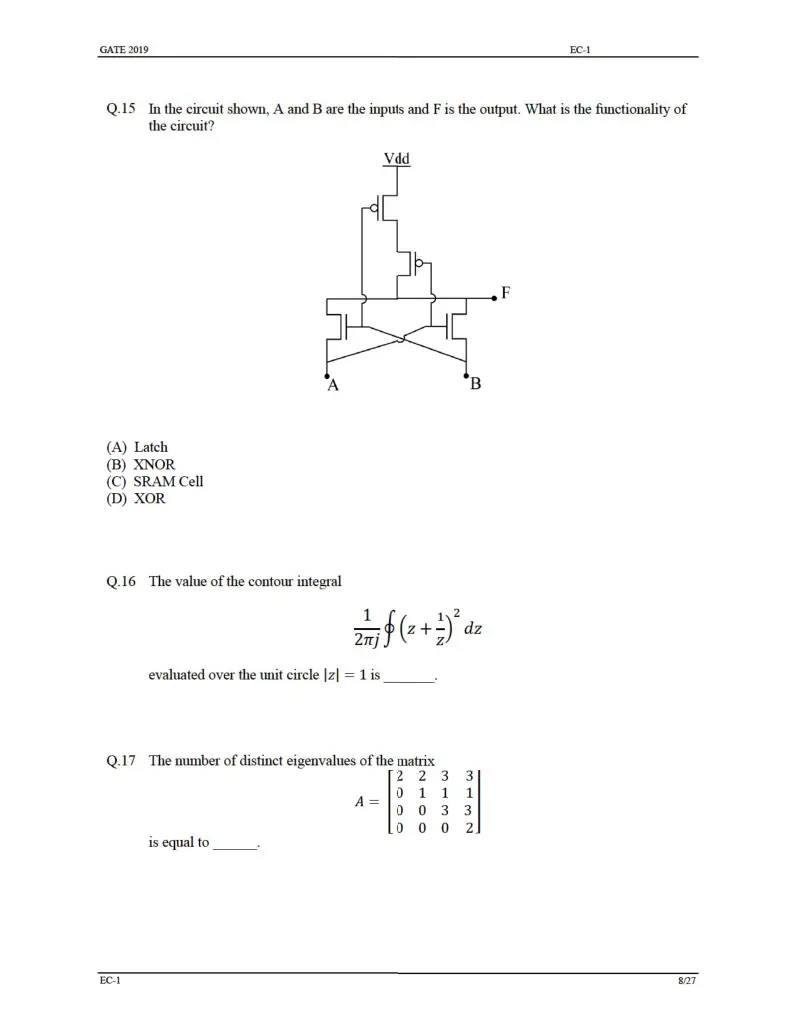 GATE 2019 EC-1
Q.15 In the circuit shown, A and B are the inputs and F is the output. What is the functionality of
the circuit?
Vdd
F
A B
(A) Latch
(B) XNOR
(C) SRAM Cell
(D) XOR
Q.16 The value of the contour integral
1/2πj ∮ (z + 1/z)² dz
evaluated over the unit circle |z| = 1 is _______.
Q.17 The number of distinct eigenvalues of the matrix
A = [2 2 3 3
0 1 1 1
0 0 3 3
0 0 0 2]
is equal to ______.
EC-1 8/27